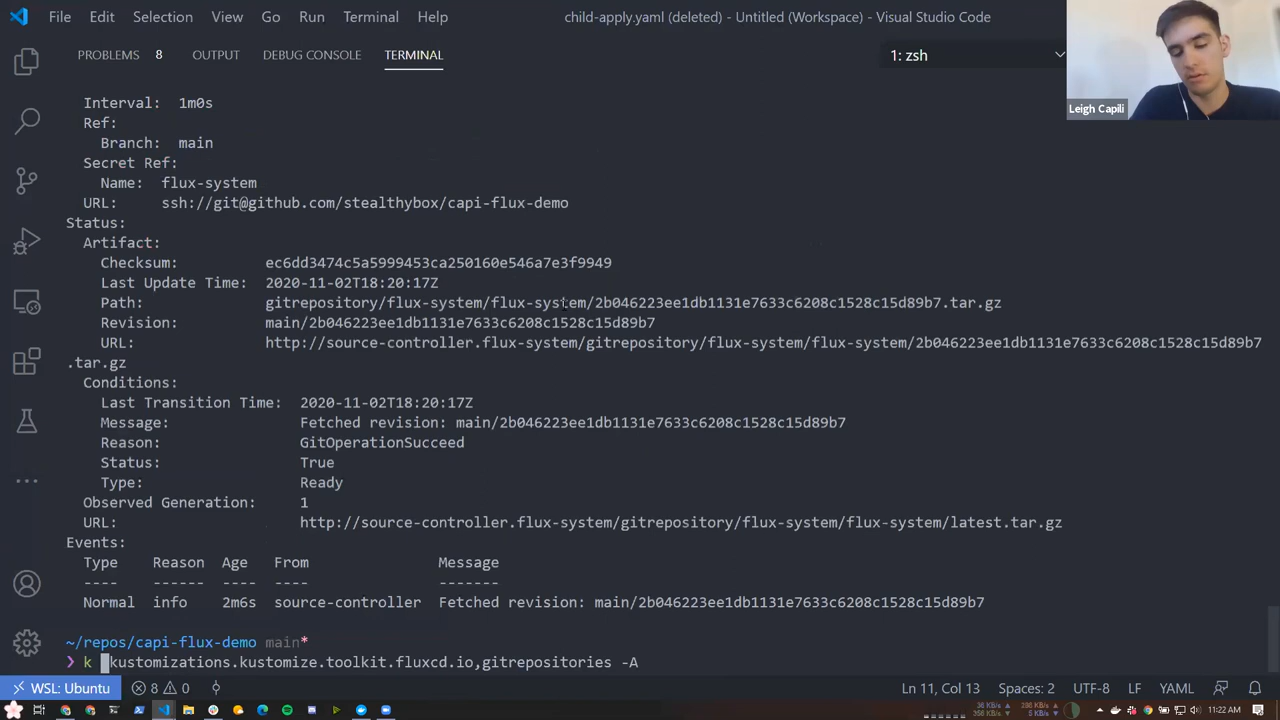 File Edit Selection View Go Run Terminal Help child-apply.yaml (deleted) - Untitled (Workspace) - Visual Studio Code
PROBLEMS 8 OUTPUT DEBUG CONSOLE TERMINAL 1: zsh
Leigh Capili
Interval: 1m0s
Ref:
Branch: main
Secret Ref:
Name: flux-system
URL: ssh://git@github.com/stealthybox/capi-flux-demo
Status:
Artifact:
Checksum: ec6dd3474c5a5999453ca250160e546a7e3f9949
Last Update Time: 2020-11-02T18:20:17Z
Path: gitrepository/flux-system/flux-system/2b046223ee1db1131e7633c6208c1528c15d89b7.tar.gz
Revision: main/2b046223ee1db1131e7633c6208c1528c15d89b7
URL: http://source-controller.flux-system/gitrepository/flux-system/flux-system/2b046223ee1db1131e7633c6208c1528c15d89b7
.tar.gz
Conditions:
Last Transition Time: 2020-11-02T18:20:17Z
Message: Fetched revision: main/2b046223ee1db1131e7633c6208c1528c15d89b7
Reason: GitOperationSucceed
Status: True
Type: Ready
Observed Generation: 1
URL: http://source-controller.flux-system/gitrepository/flux-system/flux-system/latest.tar.gz
Events:
Type Reason Age From Message
---- ------ ---- ---- -------
Normal info 2m6s source-controller Fetched revision: main/2b046223ee1db1131e7633c6208c1528c15d89b7
~/repos/capi-flux-demo main*
❯ k kustomizations.kustomize.toolkit.fluxcd.io,gitrepositories -A
WSL: Ubuntu 8 0 Ln 11, Col 13 Spaces: 2 UTF-8 LF YAML
11:22 AM